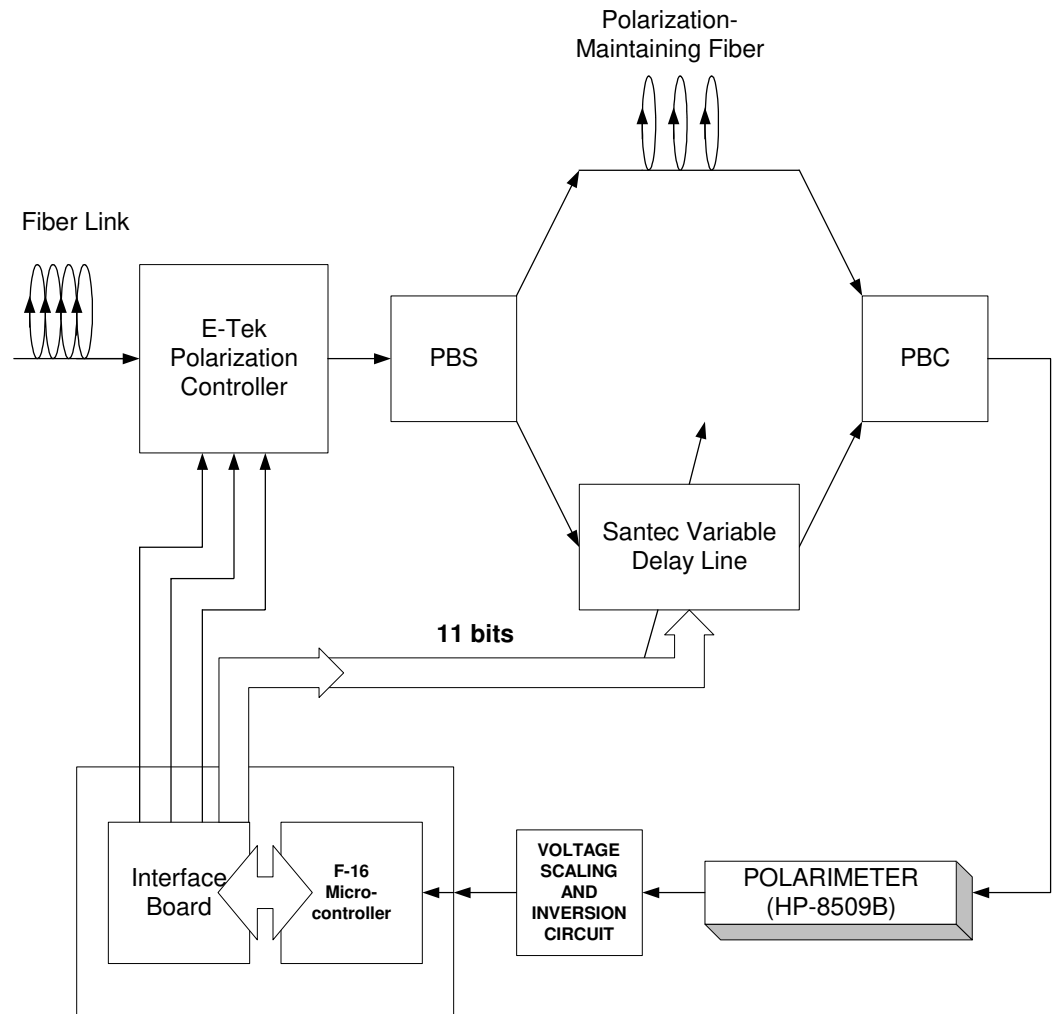 Polarization-
Maintaining Fiber
Fiber Link
E-Tek
Polarization
Controller
PBS
PBC
Santec Variable
Delay Line
11 bits
Interface
Board
F-16
Micro-
controller
VOLTAGE
SCALING
AND
INVERSION
CIRCUIT
POLARIMETER
(HP-8509B)